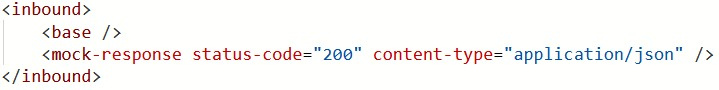 <inbound>
    <base />
    <mock-response status-code="200" content-type="application/json" />
</inbound>